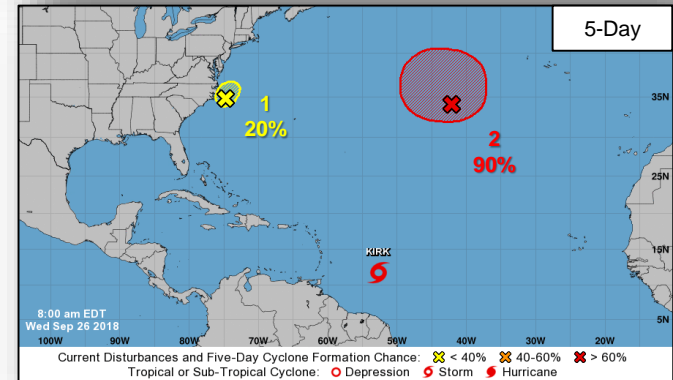 5-Day
35N
1
20%
2
90%
25N
KIRK
15N
8:00 am EDT
Wed Sep 26 2018
5N
100W 90W 80W 70W 60W 50W 40W 30W 20W
Current Disturbances and Five-Day Cyclone Formation Chance: < 40% 40-60% > 60%
Tropical or Sub-Tropical Cyclone: Depression Storm Hurricane